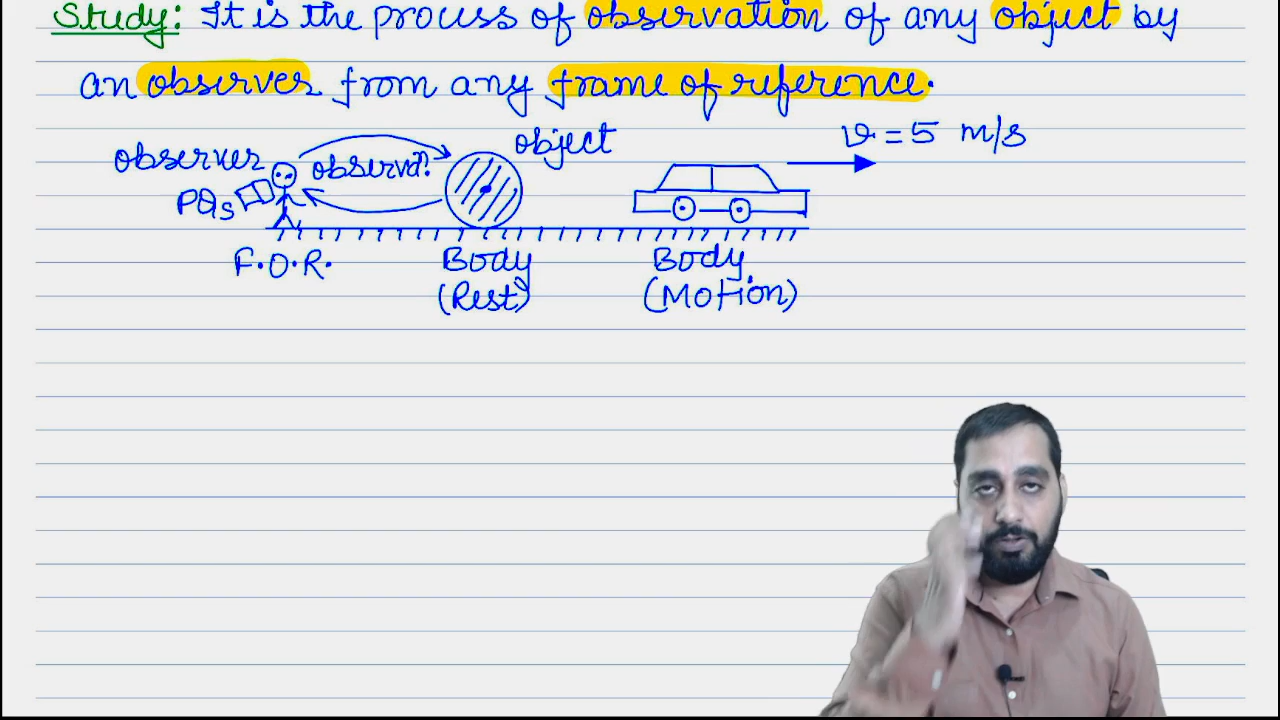 Study: It is the process of observation of any object by
an observer from any frame of reference.
observer
observn?
object
v = 5 m/s
PQs
F.O.R.
Body
(Rest)
Body
(Motion)